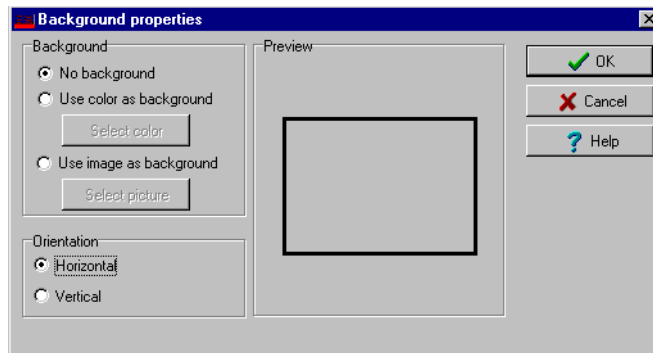 Background properties
Background
No background
Use color as background
Select color
Use image as background
Select picture
Orientation
Horizontal
Vertical
Preview
OK
Cancel
? Help